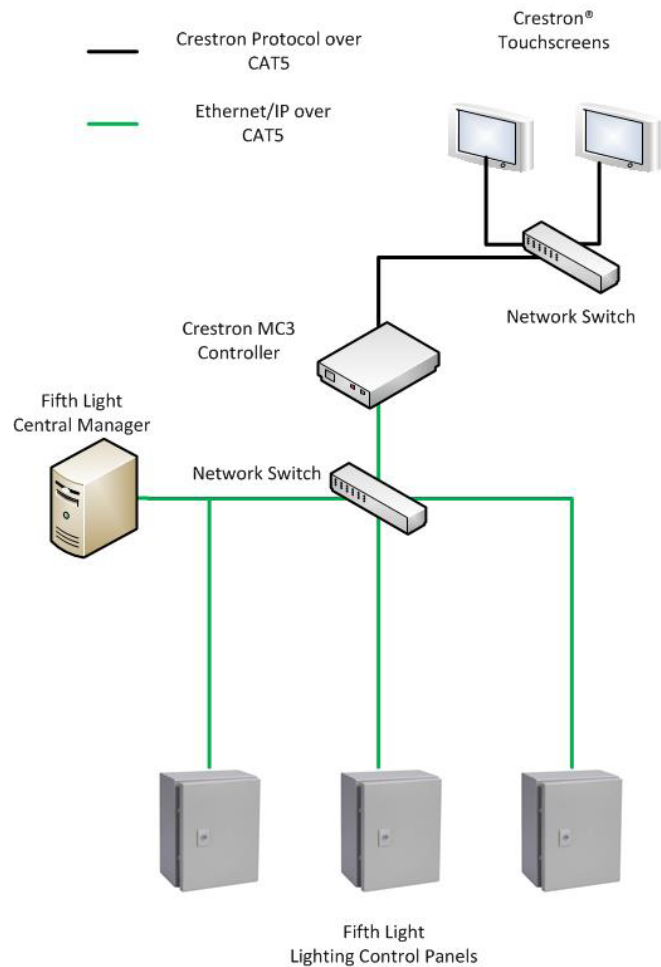 Crestron Protocol over
CAT5
Ethernet/IP over
CAT5
Crestron®
Touchscreens
Network Switch
Crestron MC3
Controller
Fifth Light
Central Manager
Network Switch
Fifth Light
Lighting Control Panels